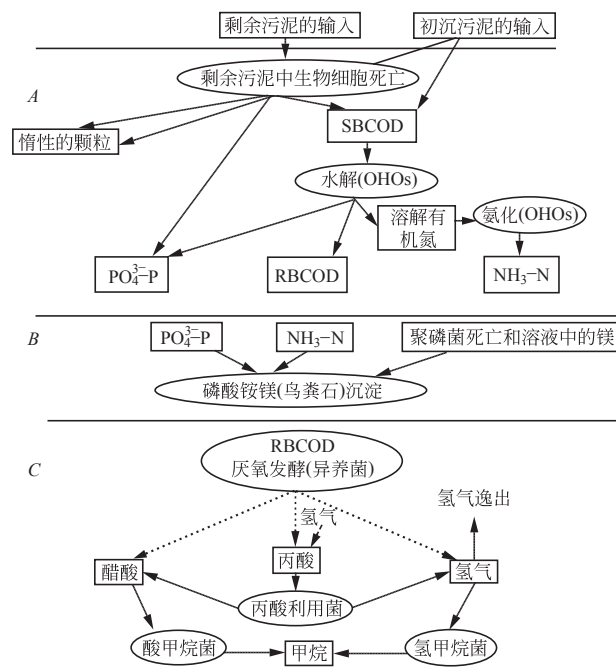 剩余污泥的输入
初沉污泥的输入
剩余污泥中生物细胞死亡
A
惰性的颗粒
SBCOD
水解(OHOs)
溶解有
机氮
氨化(OHOs)
PO₄³⁻–P
RBCOD
NH₃–N
B
PO₄³⁻–P
NH₃–N
聚磷菌死亡和溶液中的镁
磷酸铵镁(鸟粪石)沉淀
C
RBCOD
厌氧发酵(异养菌)
氢气逸出
氢气
醋酸
丙酸
氢气
丙酸利用菌
酸甲烷菌
甲烷
氢甲烷菌